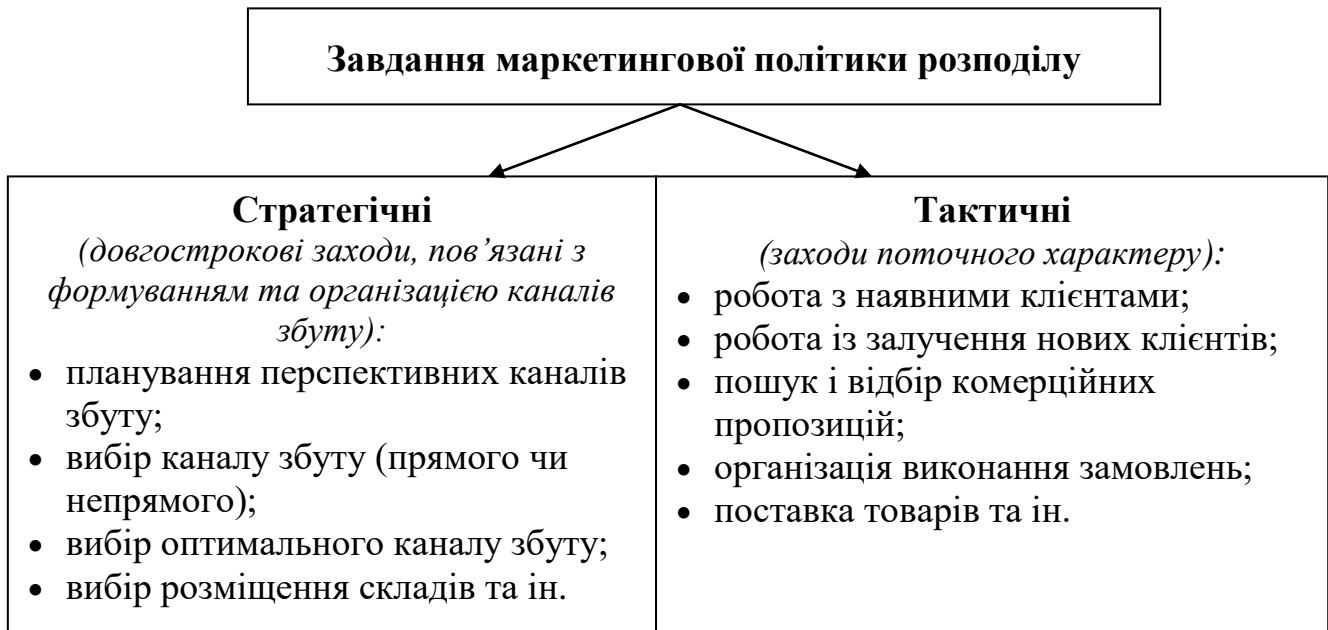 Завдання маркетингової політики розподілу
Стратегічні
(довгострокові заходи, пов’язані з
формуванням та організацією каналів
збуту):
• планування перспективних каналів
збуту;
• вибір каналу збуту (прямого чи
непрямого);
• вибір оптимального каналу збуту;
• вибір розміщення складів та ін.
Тактичні
(заходи поточного характеру):
• робота з наявними клієнтами;
• робота із залучення нових клієнтів;
• пошук і відбір комерційних
пропозицій;
• організація виконання замовлень;
• поставка товарів та ін.